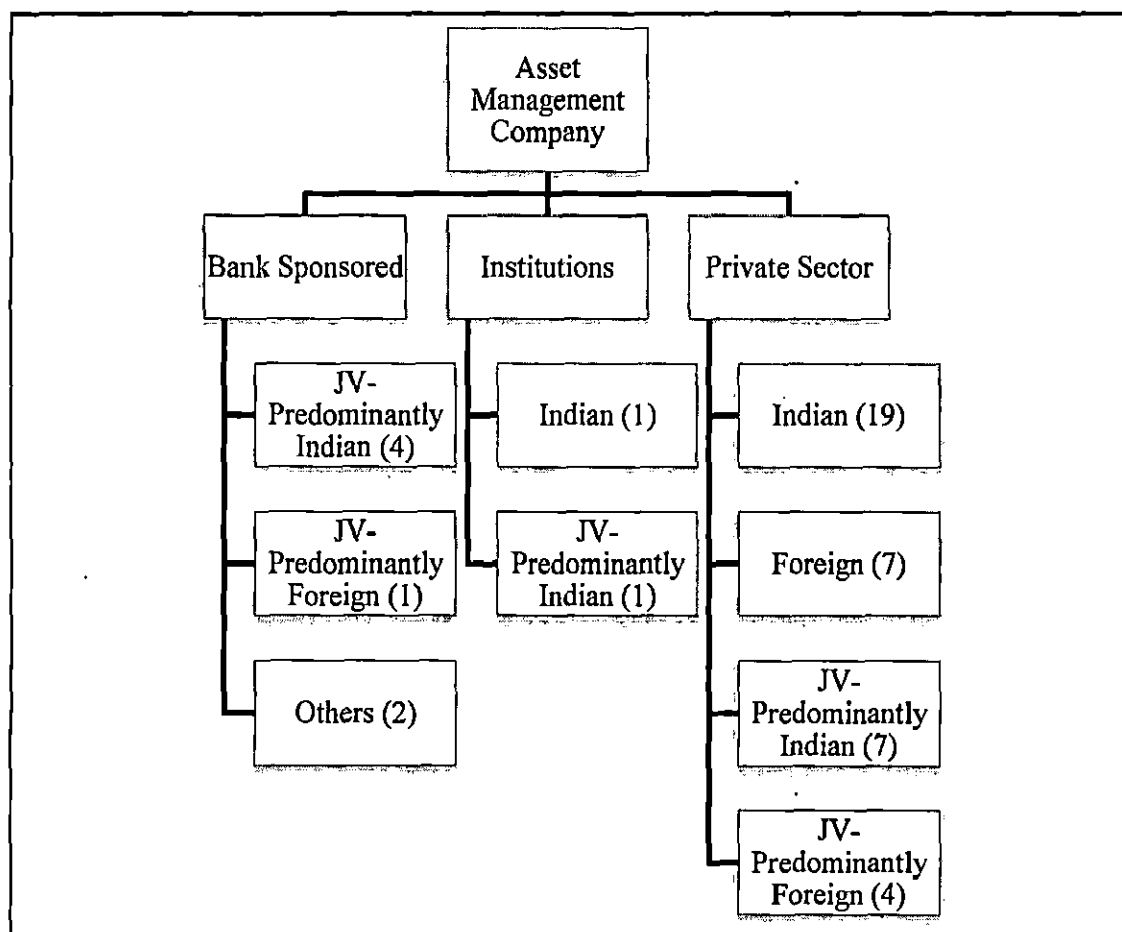 Asset
Management
Company
Bank Sponsored
Institutions
Private Sector
JV-
Predominantly
Indian (4)
Indian (1)
Indian (19)
JV-
Predominantly
Foreign (1)
JV-
Predominantly
Indian (1)
Foreign (7)
Others (2)
JV-
Predominantly
Indian (7)
JV-
Predominantly
Foreign (4)